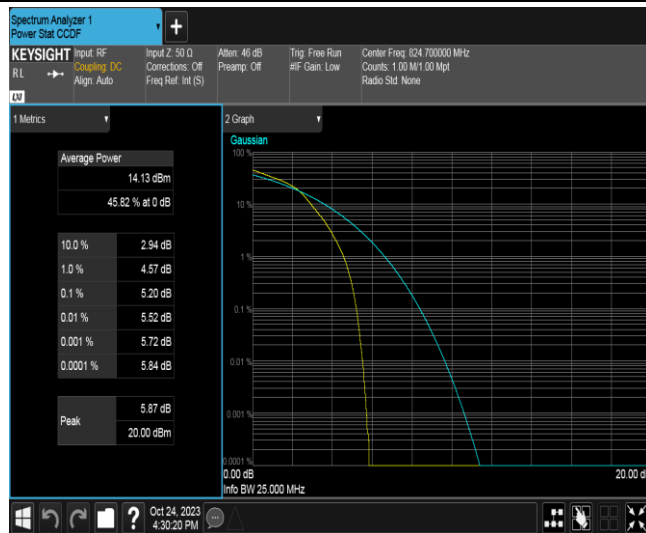 Spectrum Analyzer 1
Power Stat CCDF
+
KEYSIGHT
RL
Input: RF
Coupling: DC
Align: Auto
Input Z: 50 Ω
Corrections: Off
Freq Ref: Int (S)
Atten: 46 dB
Preamp: Off
Trig: Free Run
#IF Gain: Low
Center Freq: 824.700000 MHz
Counts: 1.00 M/1.00 Mpt
Radio Std: None
LXI
1 Metrics
Average Power
14.13 dBm
45.82 % at 0 dB
10.0 % 2.94 dB
1.0 % 4.57 dB
0.1 % 5.20 dB
0.01 % 5.52 dB
0.001 % 5.72 dB
0.0001 % 5.84 dB
Peak
5.87 dB
20.00 dBm
2 Graph
Gaussian
100 %
10 %
1 %
0.1 %
0.01 %
0.001 %
0.0001 %
0.00 dB
20.00 d
Info BW 25.000 MHz
?
Oct 24, 2023
4:30:20 PM